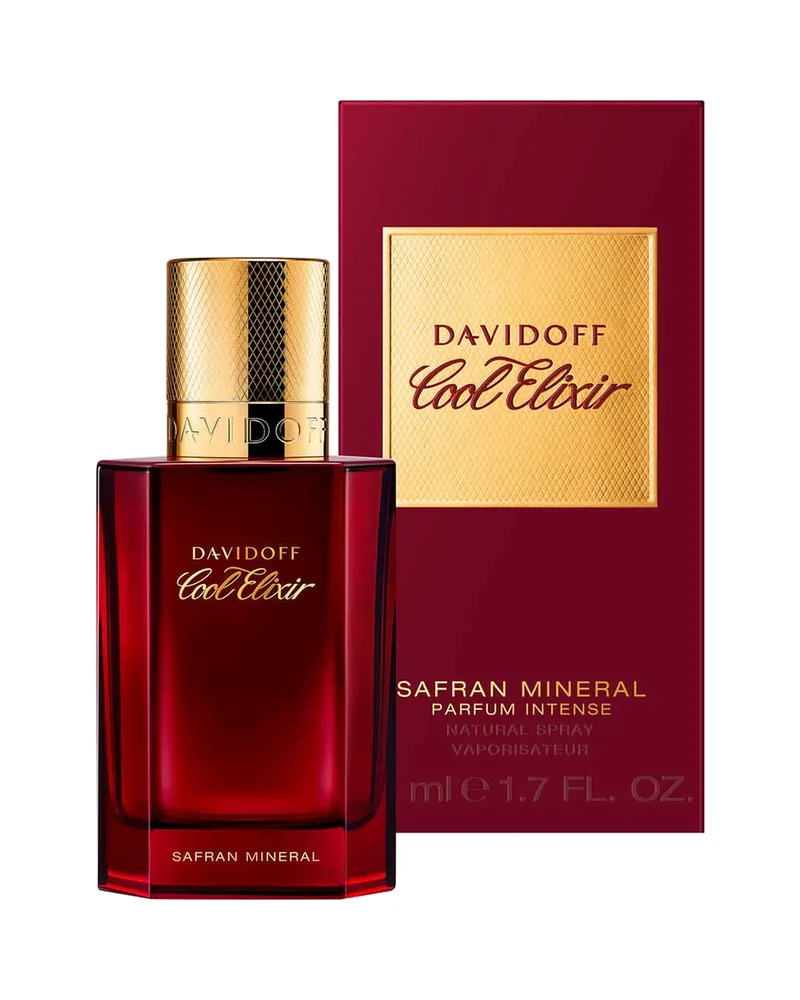 DAVIDOFF
Cool Elixir
SAFRAN MINERAL
PARFUM INTENSE
NATURAL SPRAY
VAPORISATEUR
ml e 1.7 FL. OZ.
DAVIDOFF
DAVIDOFF
Cool Elixir
SAFRAN MINERAL